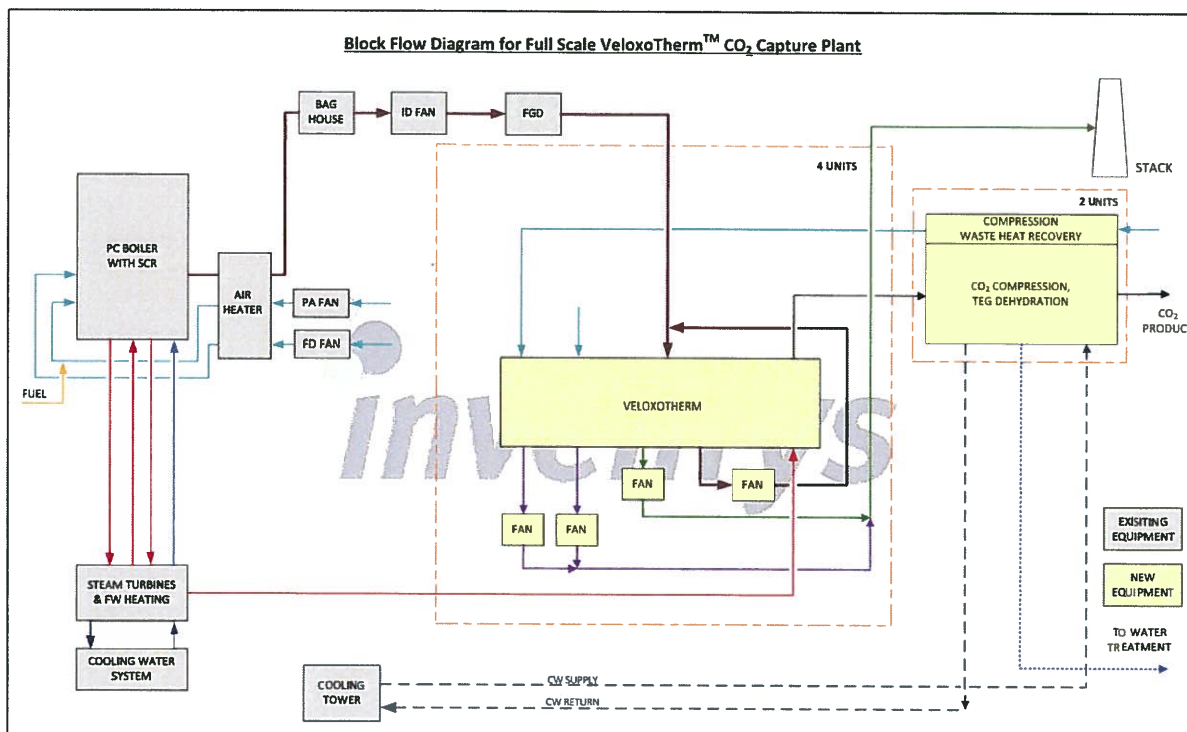 Block Flow Diagram for Full Scale VeloxoTherm™ CO₂ Capture Plant
BAG
HOUSE
ID FAN
FGD
4 UNITS
STACK
2 UNITS
COMPRESSION
WASTE HEAT RECOVERY
PC BOILER
WITH SCR
AIR
HEATER
PA FAN
FD FAN
CO₂ COMPRESSION,
TEG DEHYDRATION
CO₂
PRODUC
FUEL
VELOXOTHERM
inventys
FAN
FAN
FAN
FAN
EXISITING
EQUIPMENT
NEW
EQUIPMENT
STEAM TURBINES
& FW HEATING
COOLING WATER
SYSTEM
TO WATER
TREATMENT
COOLING
TOWER
CW SUPPLY
CW RETURN